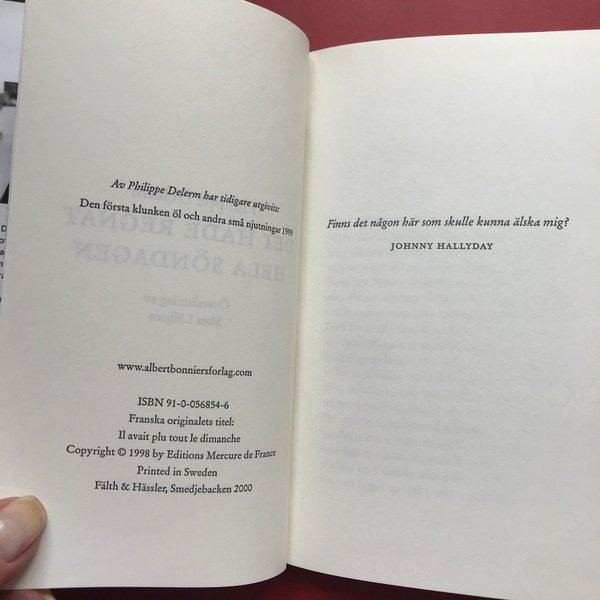 Av Philippe Delerm har tidigare utgivits:
Den första klunken öl och andra små njutningar 1999
www.albertbonniersforlag.com
ISBN 91-0-056854-6
Franska originalets titel:
Il avait plu tout le dimanche
Copyright © 1998 by Editions Mercure de France
Printed in Sweden
Fälth & Hässler, Smedjebacken 2000
Finns det någon här som skulle kunna älska mig?
JOHNNY HALLYDAY